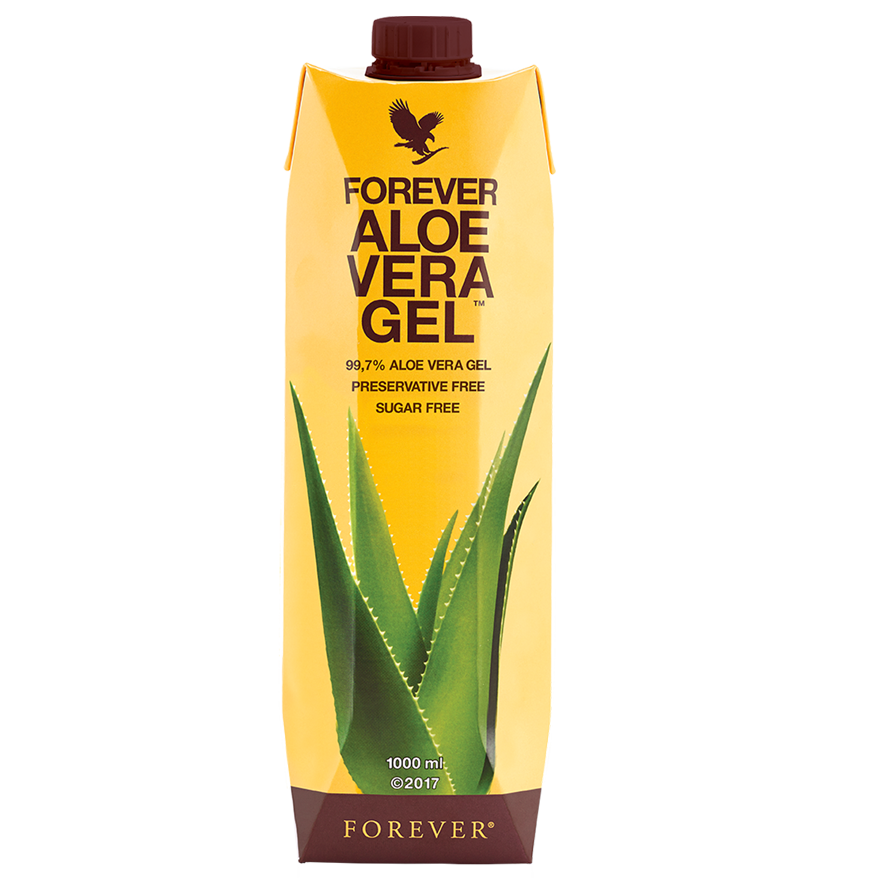 FOREVER
ALOE
VERA
GEL™
99,7% ALOE VERA GEL
PRESERVATIVE FREE
SUGAR FREE
1000 ml
©2017
FOREVER®